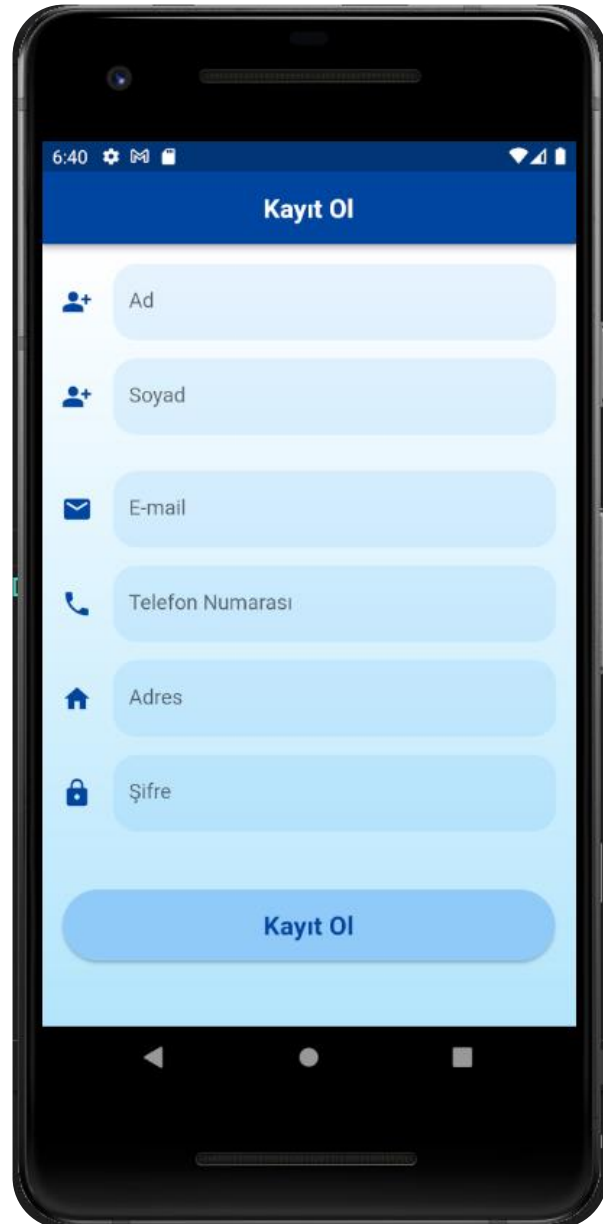 6:40
Kayıt Ol
Ad
Soyad
E-mail
Telefon Numarası
Adres
Şifre
Kayıt Ol